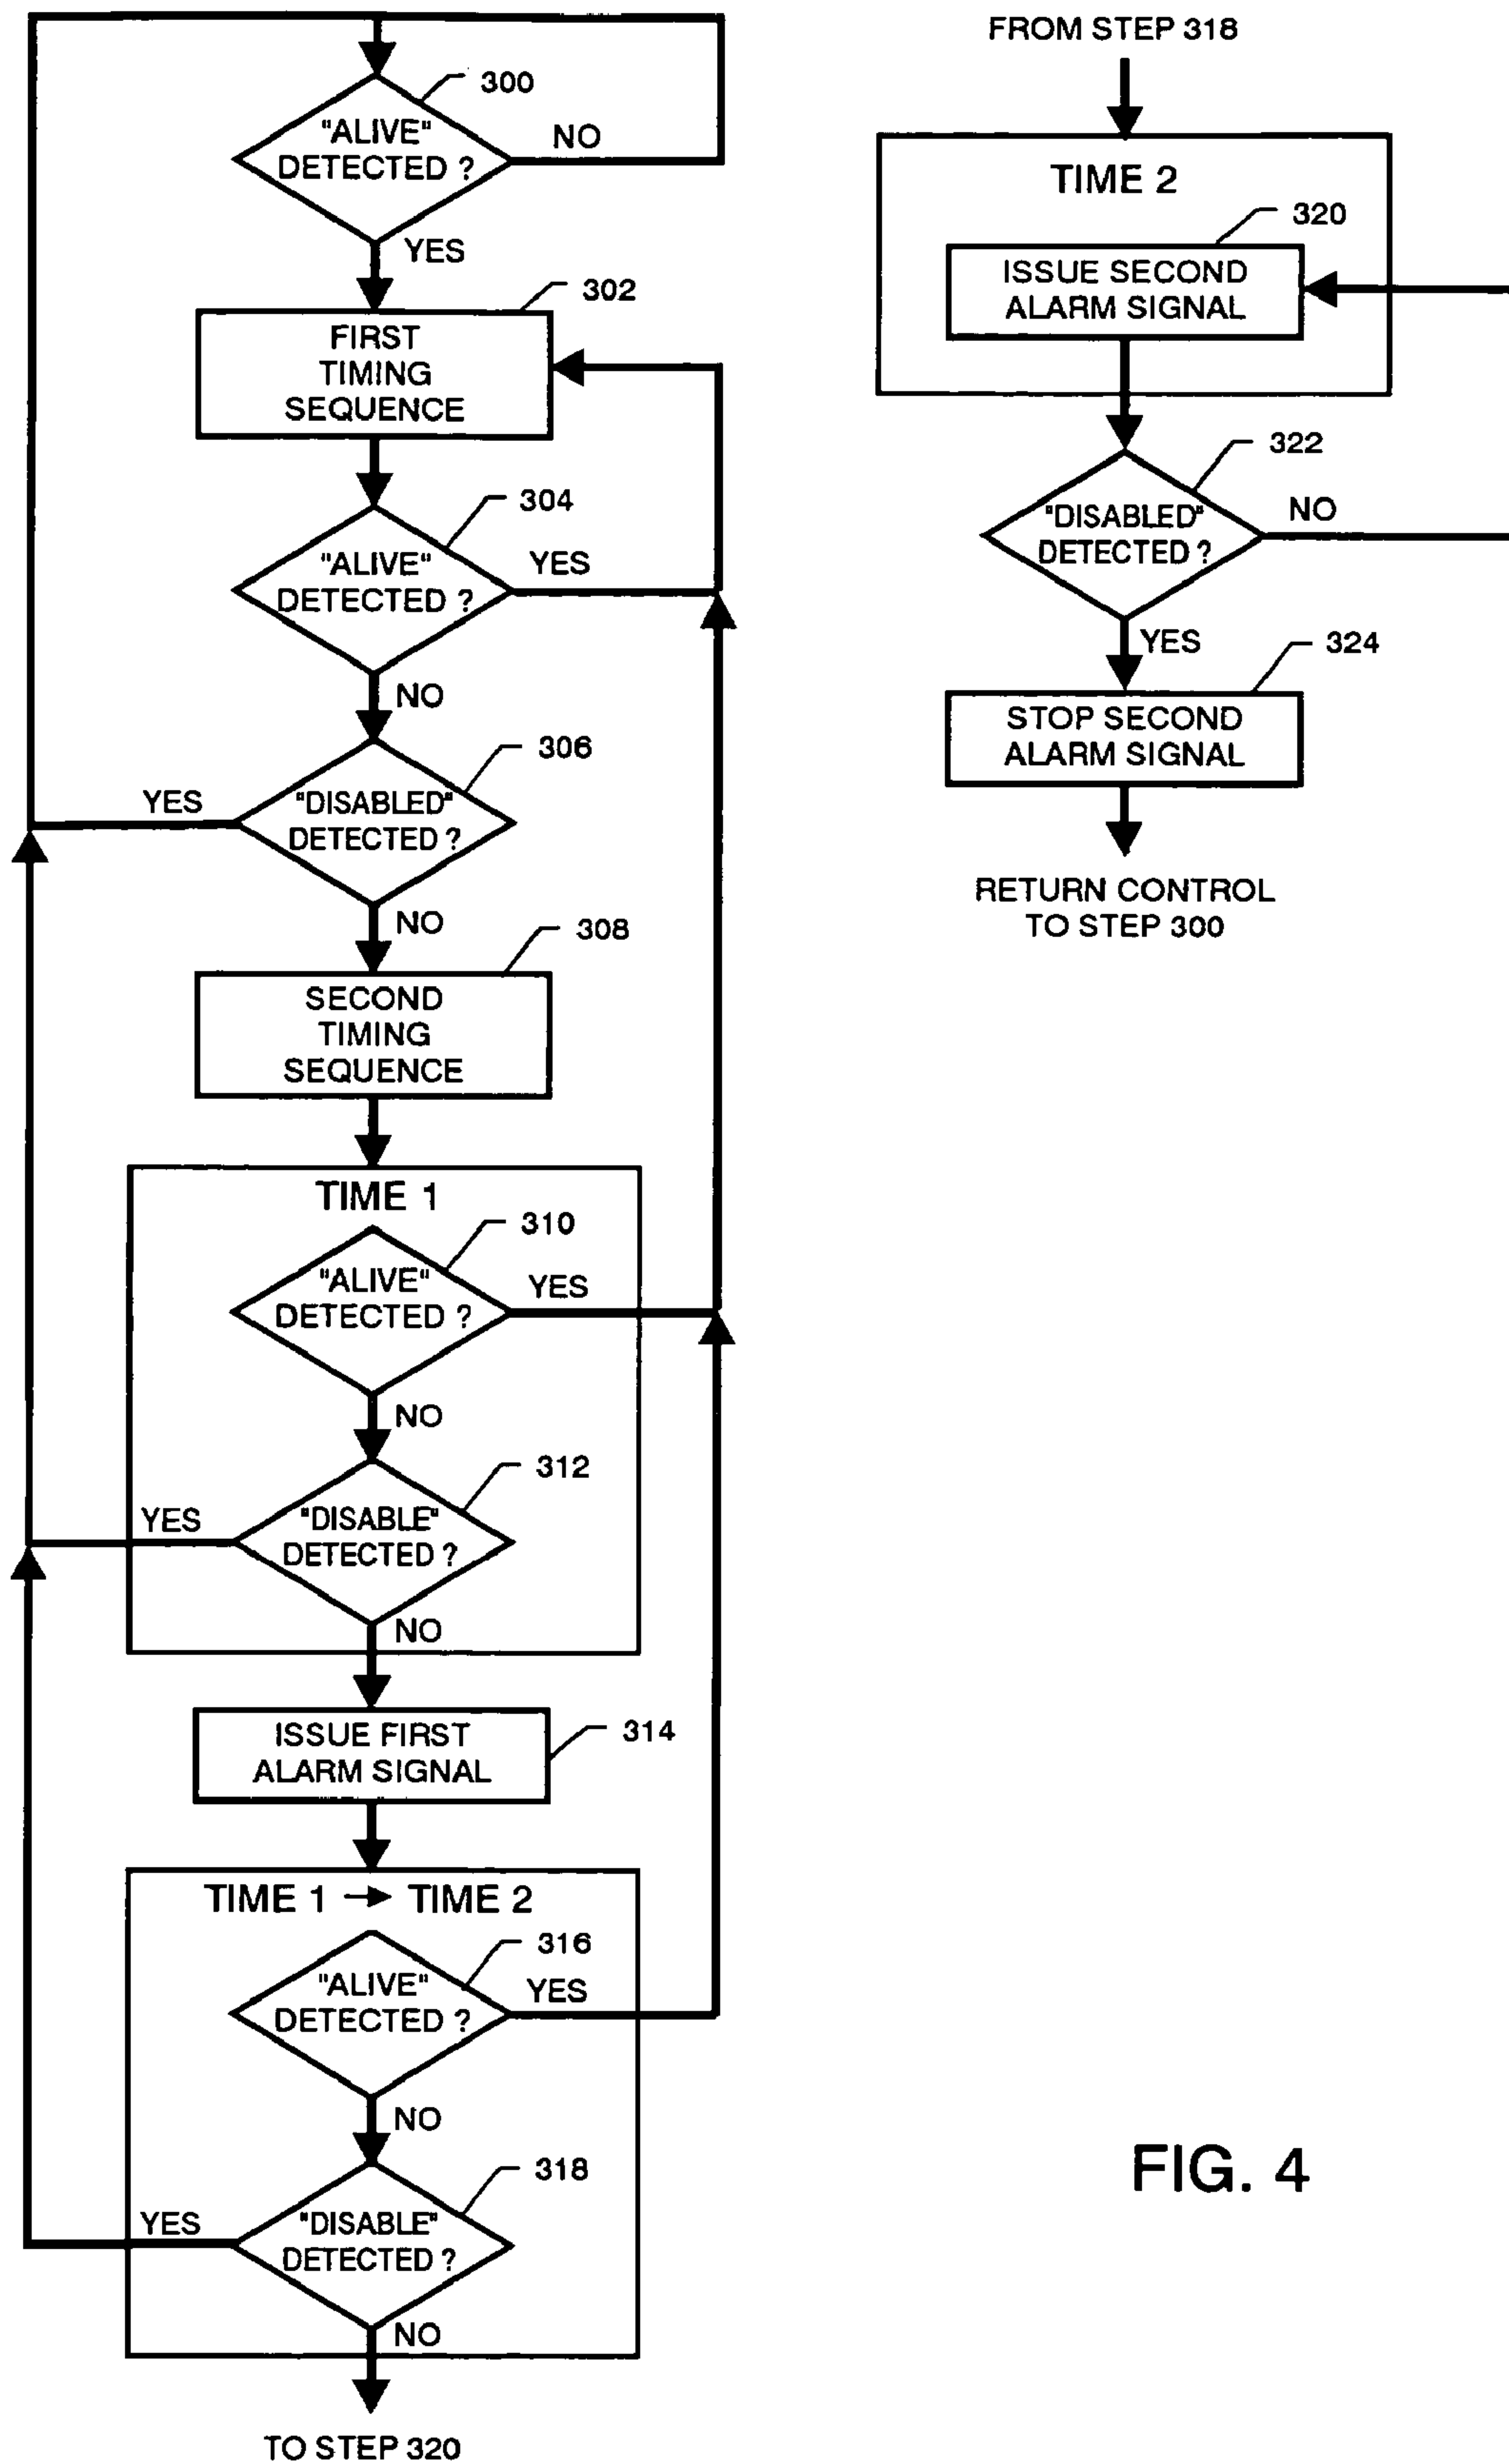 300
"ALIVE"
DETECTED ?
NO
YES
302
FIRST
TIMING
SEQUENCE
304
"ALIVE"
DETECTED ?
YES
NO
306
"DISABLED"
DETECTED ?
YES
NO
308
SECOND
TIMING
SEQUENCE
TIME 1
310
"ALIVE"
DETECTED ?
YES
NO
312
"DISABLE"
DETECTED ?
YES
NO
ISSUE FIRST
ALARM SIGNAL
314
TIME 1 → TIME 2
316
"ALIVE"
DETECTED ?
YES
NO
318
"DISABLE"
DETECTED ?
YES
NO
TO STEP 320
FROM STEP 318
TIME 2
320
ISSUE SECOND
ALARM SIGNAL
322
"DISABLED"
DETECTED ?
NO
YES
324
STOP SECOND
ALARM SIGNAL
RETURN CONTROL
TO STEP 300
FIG. 4